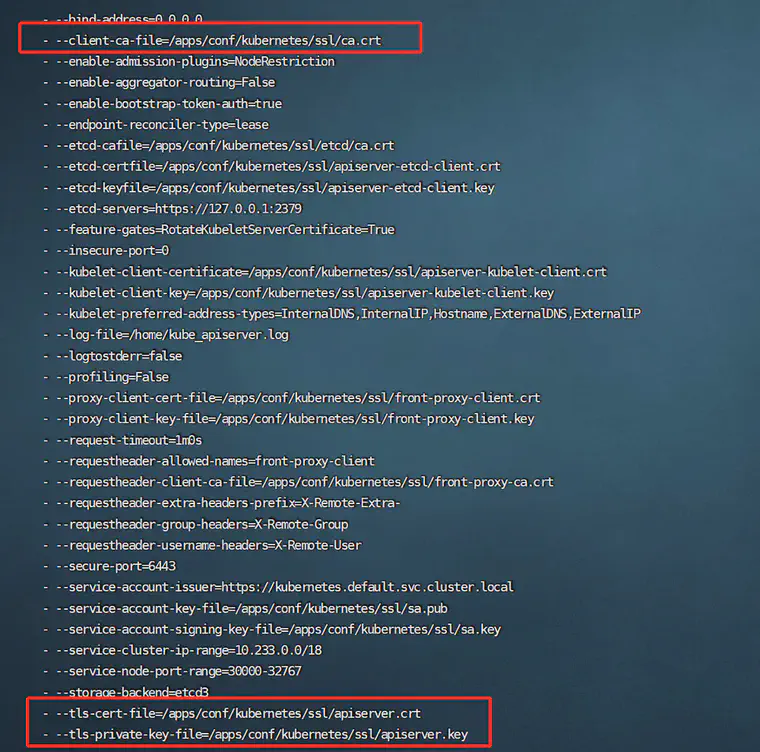 - --bind-address=0.0.0.0
- --client-ca-file=/apps/conf/kubernetes/ssl/ca.crt
- --enable-admission-plugins=NodeRestriction
- --enable-aggregator-routing=False
- --enable-bootstrap-token-auth=true
- --endpoint-reconciler-type=lease
- --etcd-cafile=/apps/conf/kubernetes/ssl/etcd/ca.crt
- --etcd-certfile=/apps/conf/kubernetes/ssl/apiserver-etcd-client.crt
- --etcd-keyfile=/apps/conf/kubernetes/ssl/apiserver-etcd-client.key
- --etcd-servers=https://127.0.0.1:2379
- --feature-gates=RotateKubeletServerCertificate=True
- --insecure-port=0
- --kubelet-client-certificate=/apps/conf/kubernetes/ssl/apiserver-kubelet-client.crt
- --kubelet-client-key=/apps/conf/kubernetes/ssl/apiserver-kubelet-client.key
- --kubelet-preferred-address-types=InternalDNS,InternalIP,Hostname,ExternalDNS,ExternalIP
- --log-file=/home/kube_apiserver.log
- --logtostderr=false
- --profiling=False
- --proxy-client-cert-file=/apps/conf/kubernetes/ssl/front-proxy-client.crt
- --proxy-client-key-file=/apps/conf/kubernetes/ssl/front-proxy-client.key
- --request-timeout=1m0s
- --requestheader-allowed-names=front-proxy-client
- --requestheader-client-ca-file=/apps/conf/kubernetes/ssl/front-proxy-ca.crt
- --requestheader-extra-headers-prefix=X-Remote-Extra-
- --requestheader-group-headers=X-Remote-Group
- --requestheader-username-headers=X-Remote-User
- --secure-port=6443
- --service-account-issuer=https://kubernetes.default.svc.cluster.local
- --service-account-key-file=/apps/conf/kubernetes/ssl/sa.pub
- --service-account-signing-key-file=/apps/conf/kubernetes/ssl/sa.key
- --service-cluster-ip-range=10.233.0.0/18
- --service-node-port-range=30000-32767
- --storage-backend=etcd3
- --tls-cert-file=/apps/conf/kubernetes/ssl/apiserver.crt
- --tls-private-key-file=/apps/conf/kubernetes/ssl/apiserver.key